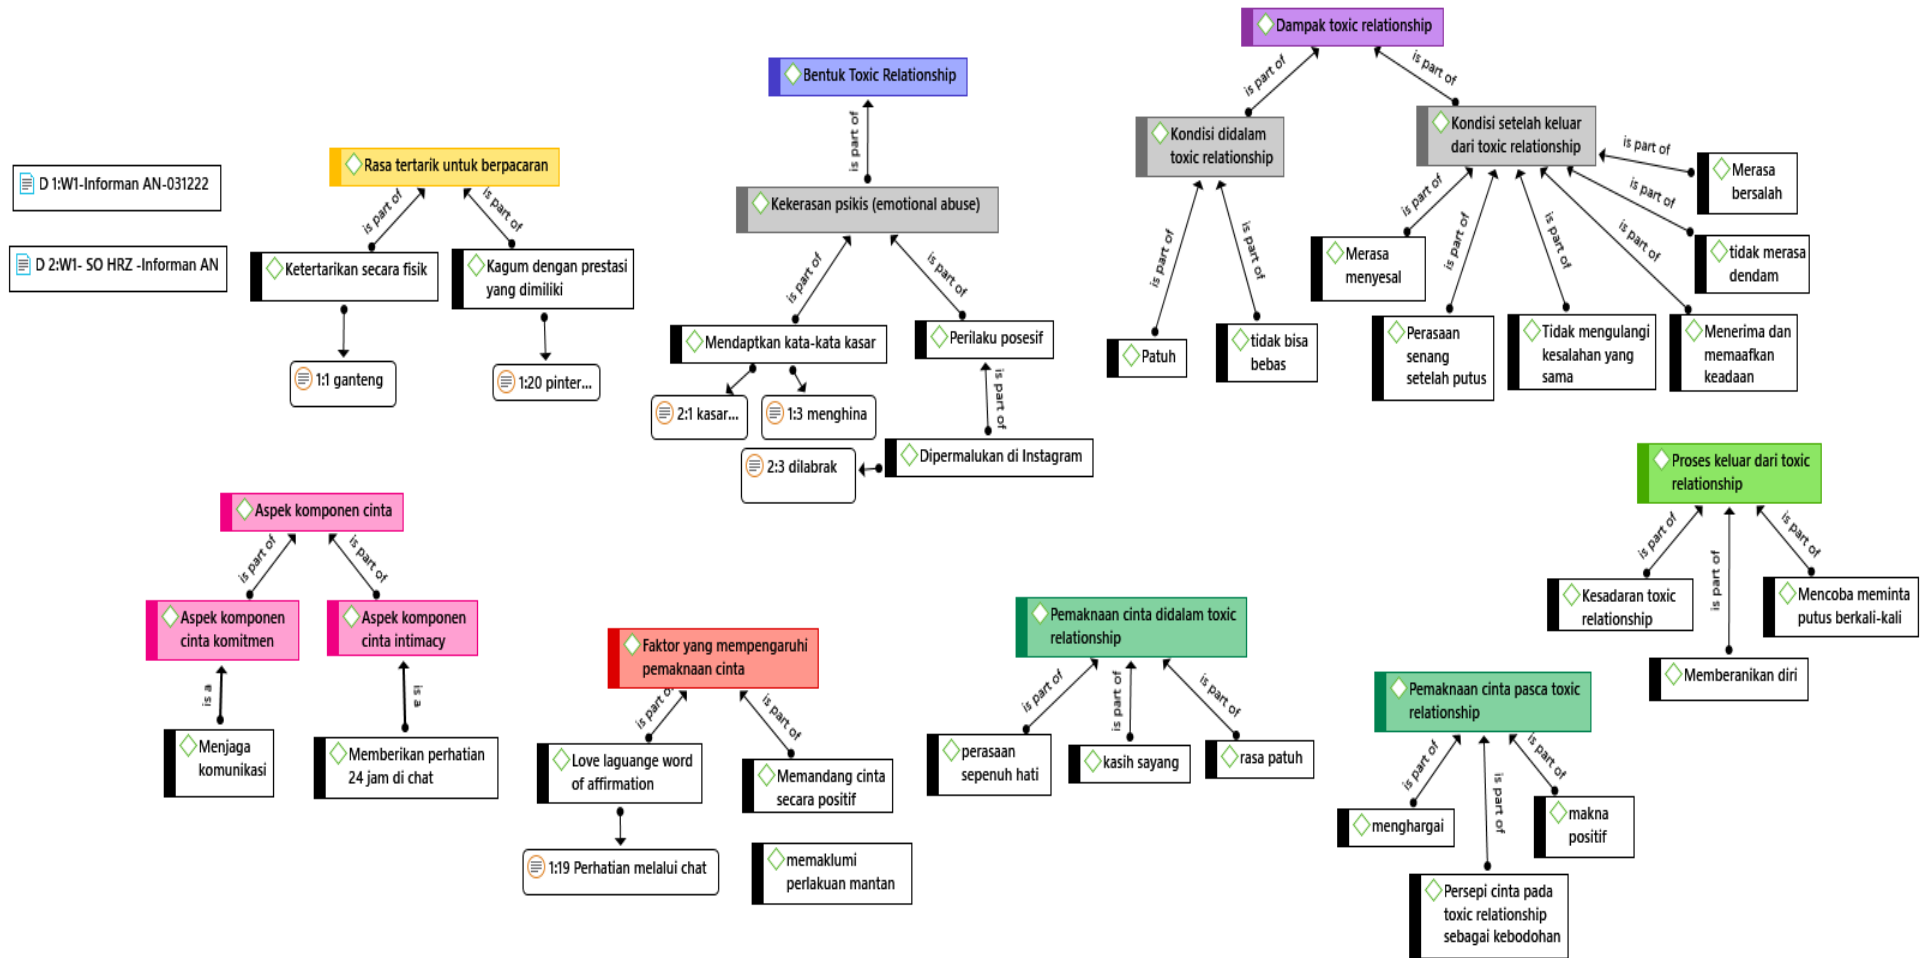 D 1:W1-Informan AN-031222
D 2:W1- SO HRZ -Informan AN
Rasa tertarik untuk berpacaran
is part of
is part of
Ketertarikan secara fisik
Kagum dengan prestasi
yang dimiliki
1:1 ganteng
1:20 pinter...
Bentuk Toxic Relationship
is part of
Kekerasan psikis (emotional abuse)
is part of
is part of
Mendaptkan kata-kata kasar
Perilaku posesif
2:1 kasar...
1:3 menghina
is part of
2:3 dilabrak
Dipermalukan di Instagram
Dampak toxic relationship
is part of
is part of
Kondisi didalam
toxic relationship
Kondisi setelah keluar
dari toxic relationship
is part of
is part of
Patuh
tidak bisa
bebas
is part of
is part of
is part of
is part of
is part of
is part of
Merasa
bersalah
tidak merasa
dendam
Merasa
menyesal
Perasaan
senang
setelah putus
Tidak mengulangi
kesalahan yang
sama
Menerima dan
memaafkan
keadaan
Aspek komponen cinta
is part of
is part of
Aspek komponen
cinta komitmen
Aspek komponen
cinta intimacy
is a
is a
Menjaga
komunikasi
Memberikan perhatian
24 jam di chat
Faktor yang mempengaruhi
pemaknaan cinta
is part of
is part of
Love laguange word
of affirmation
Memandang cinta
secara positif
1:19 Perhatian melalui chat
memaklumi
perlakuan mantan
Pemaknaan cinta didalam toxic
relationship
is part of
is part of
is part of
perasaan
sepenuh hati
kasih sayang
rasa patuh
Proses keluar dari toxic
relationship
is part of
is part of
is part of
Kesadaran toxic
relationship
Mencoba meminta
putus berkali-kali
Memberanikan diri
Pemaknaan cinta pasca toxic
relationship
is part of
is part of
is part of
menghargai
makna
positif
Persepi cinta pada
toxic relationship
sebagai kebodohan